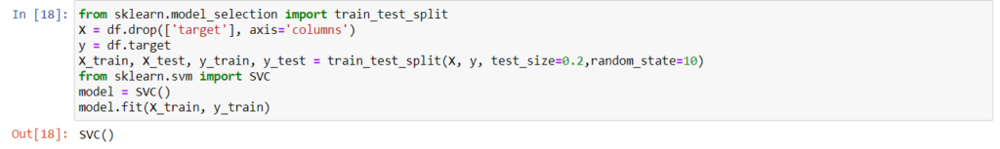 In [18]: from sklearn.model_selection import train_test_split
X = df.drop(['target'], axis='columns')
y = df.target
X_train, X_test, y_train, y_test = train_test_split(X, y, test_size=0.2,random_state=10)
from sklearn.svm import SVC
model = SVC()
model.fit(X_train, y_train)
Out[18]: SVC()